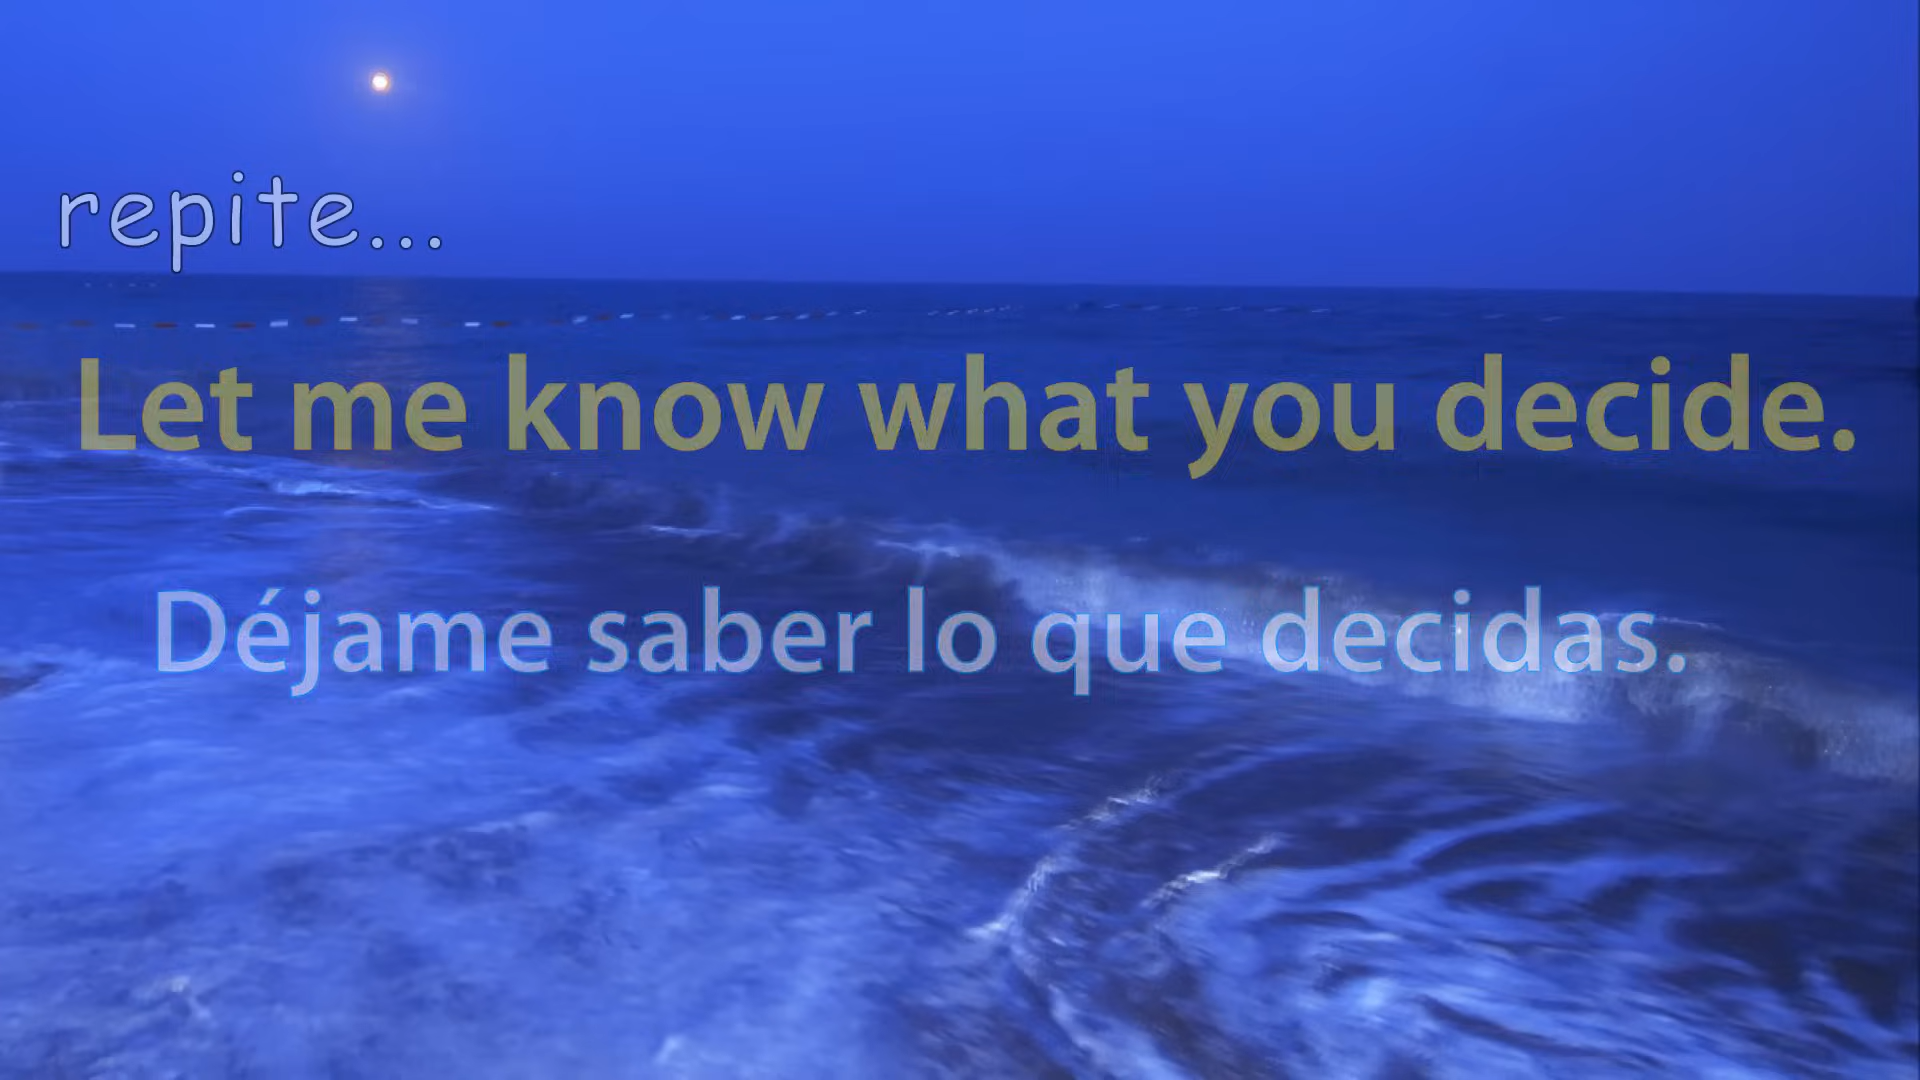 repite...
Let me know what you decide.
Déjame saber lo que decidas.